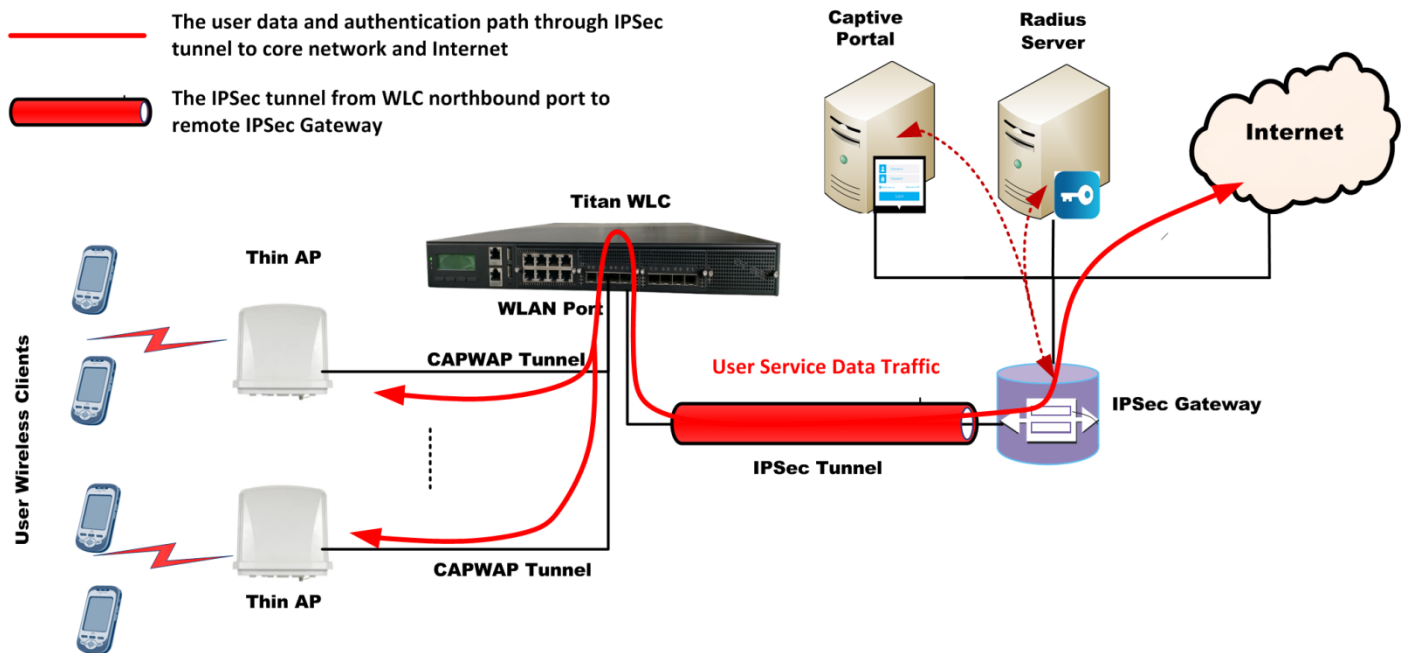 The user data and authentication path through IPSec
tunnel to core network and Internet
The IPSec tunnel from WLC northbound port to
remote IPSec Gateway
Captive
Portal
Radius
Server
Internet
Titan WLC
Thin AP
WLAN Port
CAPWAP Tunnel
User Service Data Traffic
IPSec Gateway
IPSec Tunnel
User Wireless Clients
CAPWAP Tunnel
Thin AP